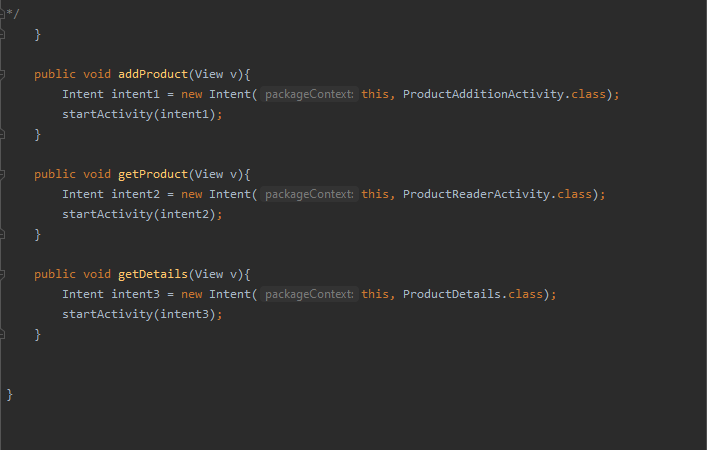 */
}
public void addProduct(View v){
Intent intent1 = new Intent( packageContext: this, ProductAdditionActivity.class);
startActivity(intent1);
}
public void getProduct(View v){
Intent intent2 = new Intent( packageContext: this, ProductReaderActivity.class);
startActivity(intent2);
}
public void getDetails(View v){
Intent intent3 = new Intent( packageContext: this, ProductDetails.class);
startActivity(intent3);
}
}